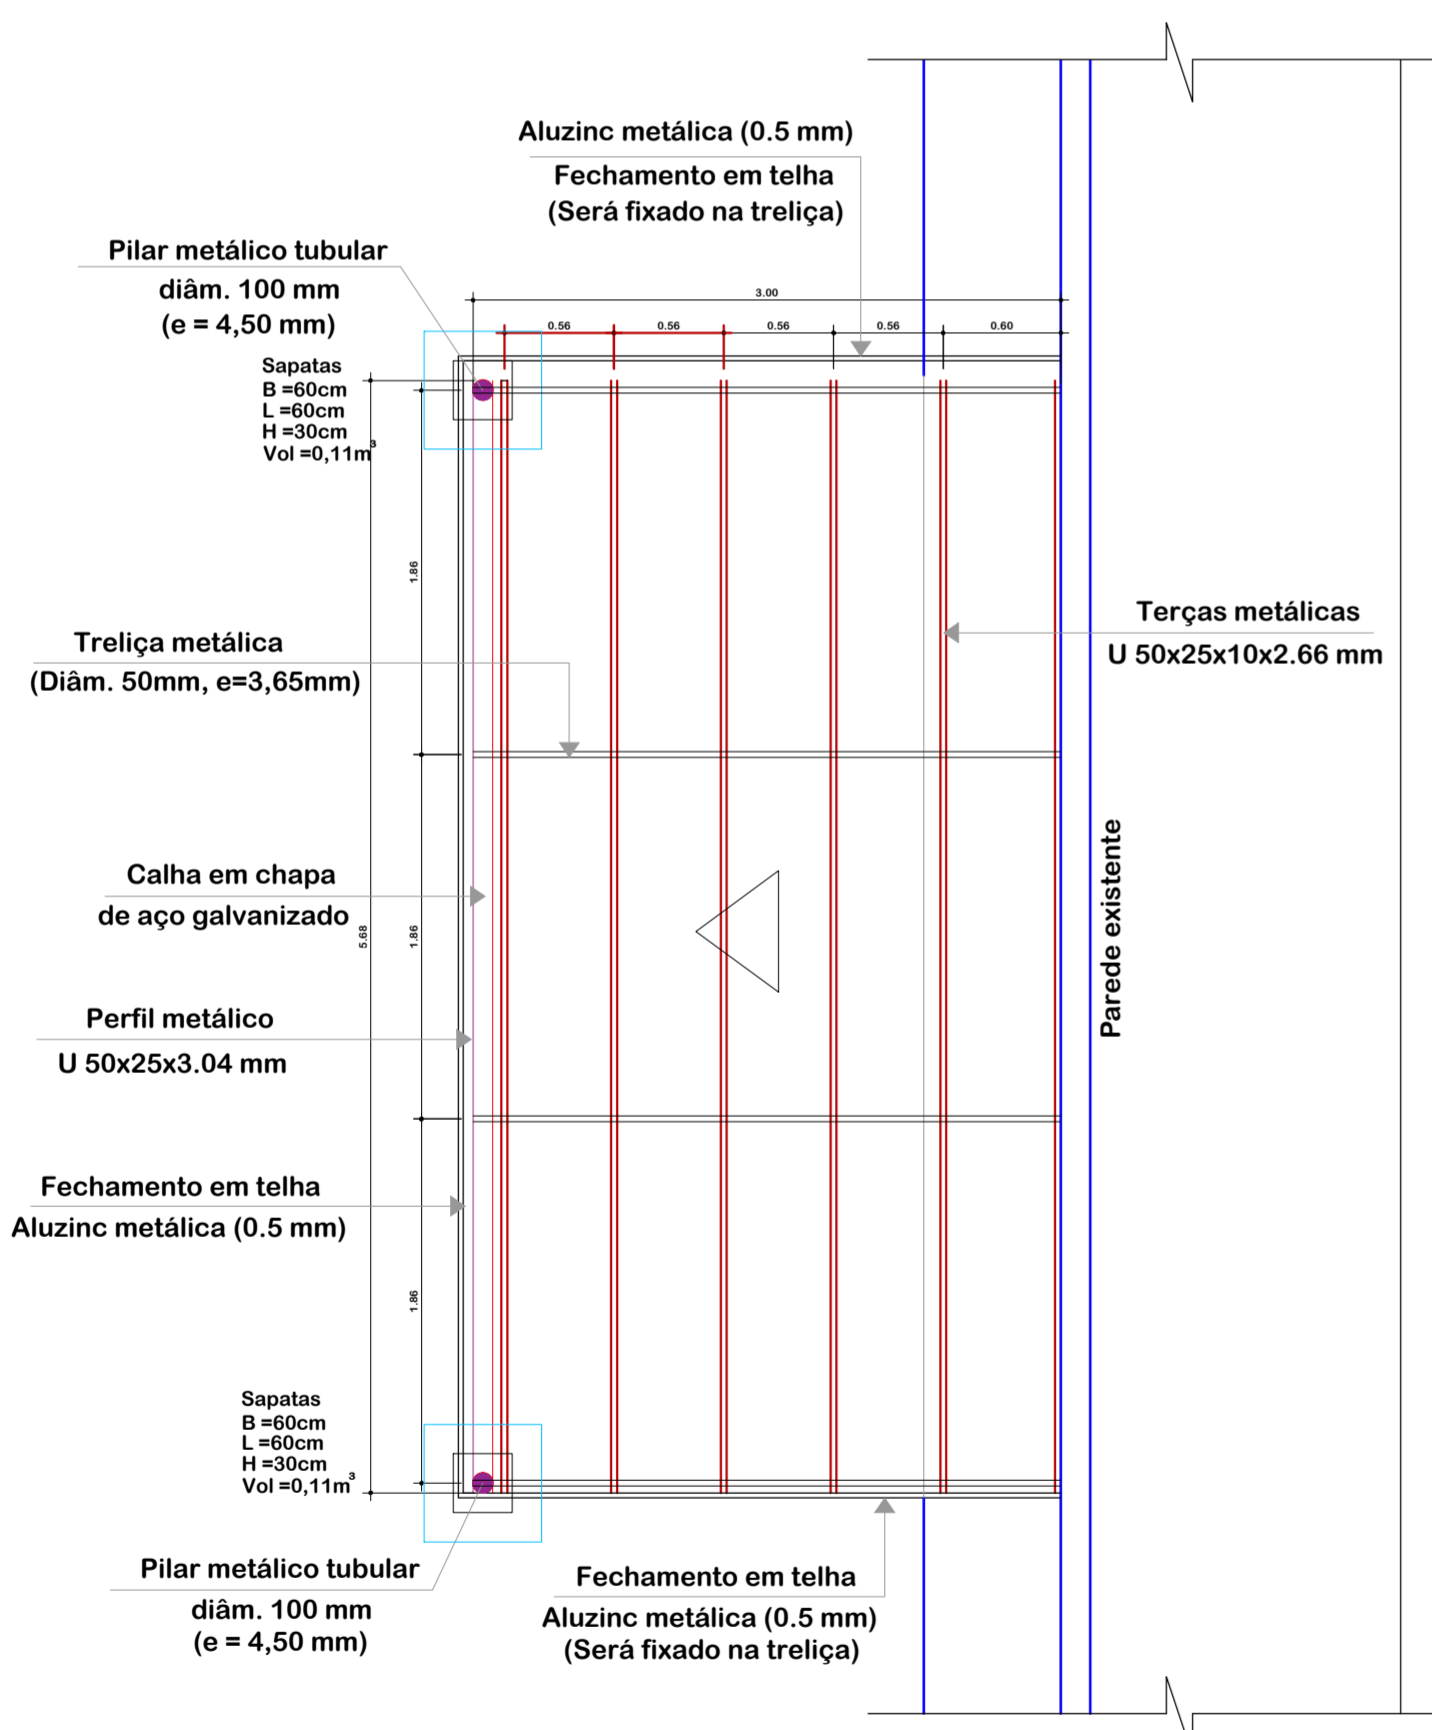 Aluzinc metálica (0.5 mm)
Fechamento em telha
(Será fixado na treliça)
Pilar metálico tubular
diâm. 100 mm
(e = 4,50 mm)
3.00
0.56
0.56
0.56
0.56
0.60
Sapatas
B =60cm
L =60cm
H =30cm
Vol =0,11m³
1.86
Terças metálicas
U 50x25x10x2.66 mm
Treliça metálica
(Diâm. 50mm, e=3,65mm)
Calha em chapa
de aço galvanizado
5.68
1.86
Parede existente
Perfil metálico
U 50x25x3.04 mm
Fechamento em telha
Aluzinc metálica (0.5 mm)
1.86
Sapatas
B =60cm
L =60cm
H =30cm
Vol =0,11m³
Pilar metálico tubular
diâm. 100 mm
(e = 4,50 mm)
Fechamento em telha
Aluzinc metálica (0.5 mm)
(Será fixado na treliça)